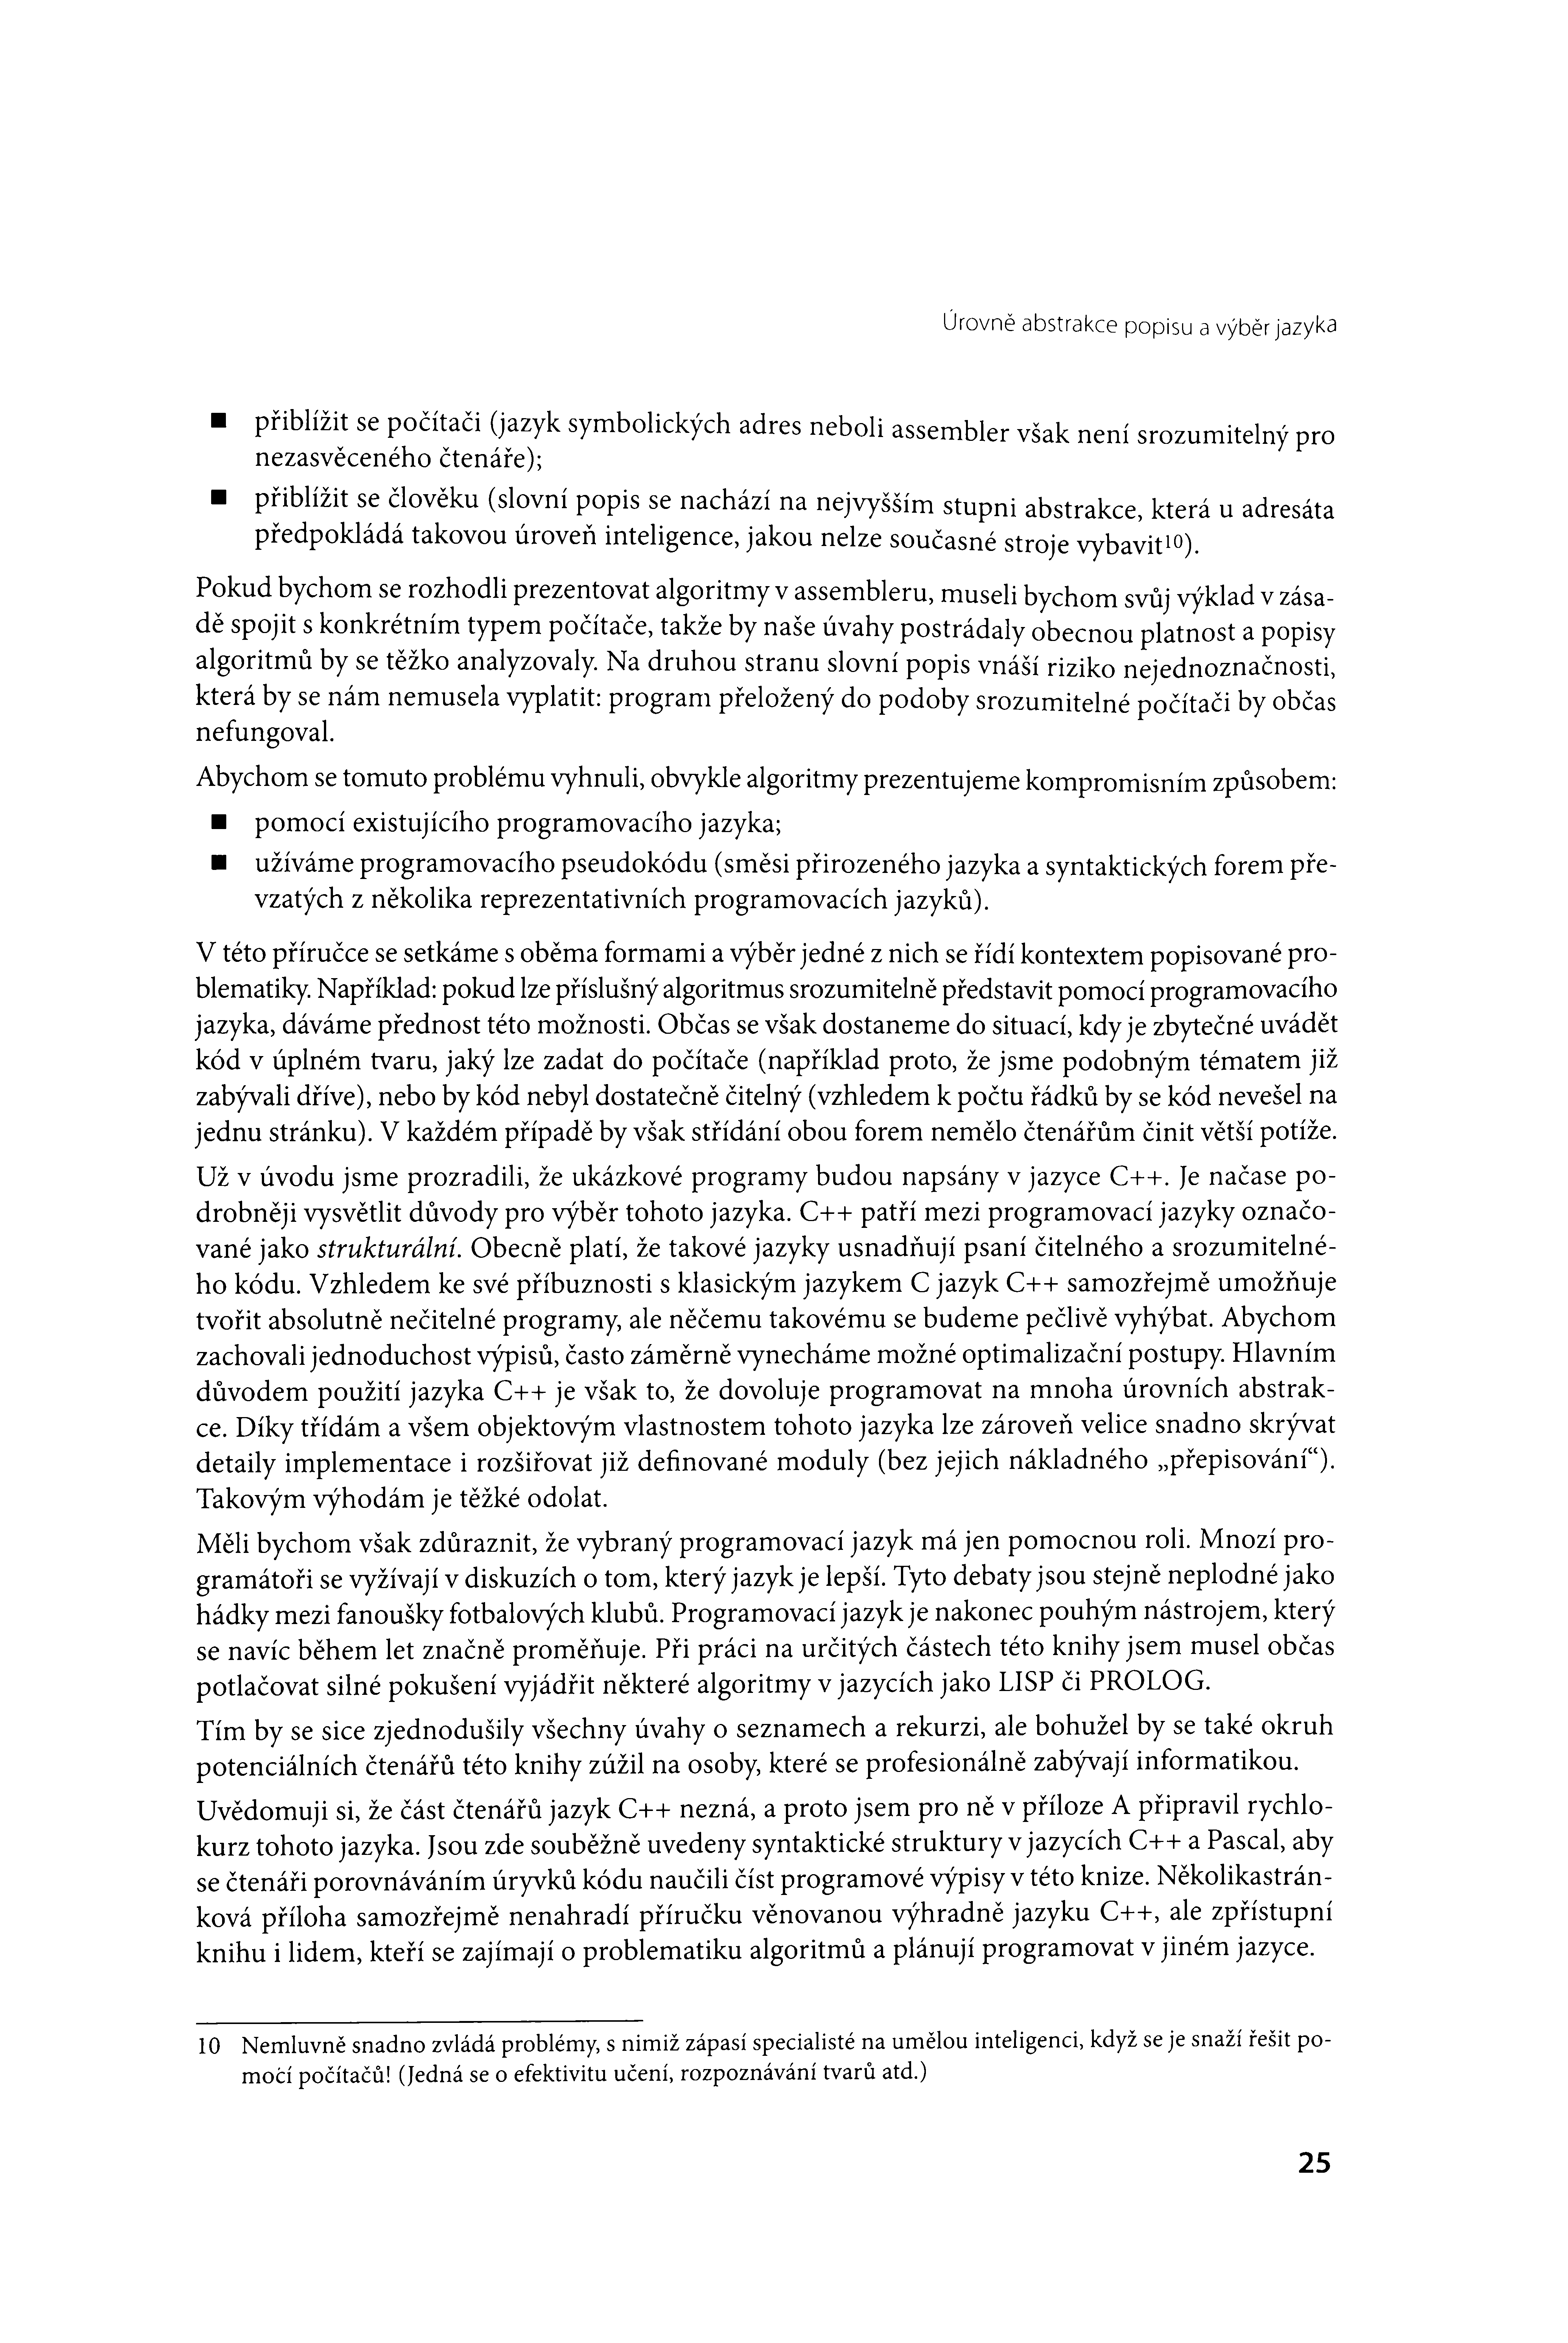 Úrovně abstrakce popisu a výběr jazyka
■ přiblížit se počítači (jazyk symbolických adres neboli assembler však není srozumitelný pro
nezasvěceného čtenáře);
■ přiblížit se člověku (slovní popis se nachází na nejvyšším stupni abstrakce, která u adresáta
předpokládá takovou úroveň inteligence, jakou nelze současné stroje vybavit¹⁰).
Pokud bychom se rozhodli prezentovat algoritmy v assembleru, museli bychom svůj výklad v zása-
dě spojit s konkrétním typem počítače, takže by naše úvahy postrádaly obecnou platnost a popisy
algoritmů by se těžko analyzovaly. Na druhou stranu slovní popis vnáší riziko nejednoznačnosti,
která by se nám nemusela vyplatit: program přeložený do podoby srozumitelné počítači by občas
nefungoval.
Abychom se tomuto problému vyhnuli, obvykle algoritmy prezentujeme kompromisním způsobem:
■ pomocí existujícího programovacího jazyka;
■ užíváme programovacího pseudokódu (směsi přirozeného jazyka a syntaktických forem pře-
vzatých z několika reprezentativních programovacích jazyků).
V této příručce se setkáme s oběma formami a výběr jedné z nich se řídí kontextem popisované pro-
blematiky. Například: pokud lze příslušný algoritmus srozumitelně představit pomocí programovacího
jazyka, dáváme přednost této možnosti. Občas se však dostaneme do situací, kdy je zbytečné uvádět
kód v úplném tvaru, jaký lze zadat do počítače (například proto, že jsme podobným tématem již
zabývali dříve), nebo by kód nebyl dostatečně čitelný (vzhledem k počtu řádků by se kód nevešel na
jednu stránku). V každém případě by však střídání obou forem nemělo čtenářům činit větší potíže.
Už v úvodu jsme prozradili, že ukázkové programy budou napsány v jazyce C++. Je načase po-
drobněji vysvětlit důvody pro výběr tohoto jazyka. C++ patří mezi programovací jazyky označo-
vané jako strukturální. Obecně platí, že takové jazyky usnadňují psaní čitelného a srozumitelné-
ho kódu. Vzhledem ke své příbuznosti s klasickým jazykem C jazyk C++ samozřejmě umožňuje
tvořit absolutně nečitelné programy, ale něčemu takovému se budeme pečlivě vyhýbat. Abychom
zachovali jednoduchost výpisů, často záměrně vynecháme možné optimalizační postupy. Hlavním
důvodem použití jazyka C++ je však to, že dovoluje programovat na mnoha úrovních abstrak-
ce. Díky třídám a všem objektovým vlastnostem tohoto jazyka lze zároveň velice snadno skrývat
detaily implementace i rozšiřovat již definované moduly (bez jejich nákladného „přepisování“).
Takovým výhodám je těžké odolat.
Měli bychom však zdůraznit, že vybraný programovací jazyk má jen pomocnou roli. Mnozí pro-
gramátoři se vyžívají v diskuzích o tom, který jazyk je lepší. Tyto debaty jsou stejně neplodné jako
hádky mezi fanoušky fotbalových klubů. Programovací jazyk je nakonec pouhým nástrojem, který
se navíc během let značně proměňuje. Při práci na určitých částech této knihy jsem musel občas
potlačovat silné pokušení vyjádřit některé algoritmy v jazycích jako LISP či PROLOG.
Tím by se sice zjednodušily všechny úvahy o seznamech a rekurzi, ale bohužel by se také okruh
potenciálních čtenářů této knihy zúžil na osoby, které se profesionálně zabývají informatikou.
Uvědomuji si, že část čtenářů jazyk C++ nezná, a proto jsem pro ně v příloze A připravil rychlo-
kurz tohoto jazyka. Jsou zde souběžně uvedeny syntaktické struktury v jazycích C++ a Pascal, aby
se čtenáři porovnáváním úryvků kódu naučili číst programové výpisy v této knize. Několikastrán-
ková příloha samozřejmě nenahradí příručku věnovanou výhradně jazyku C++, ale zpřístupní
knihu i lidem, kteří se zajímají o problematiku algoritmů a plánují programovat v jiném jazyce.
10 Nemluvně snadno zvládá problémy, s nimiž zápasí specialisté na umělou inteligenci, když se je snaží řešit po-
mocí počítačů! (Jedná se o efektivitu učení, rozpoznávání tvarů atd.)
25